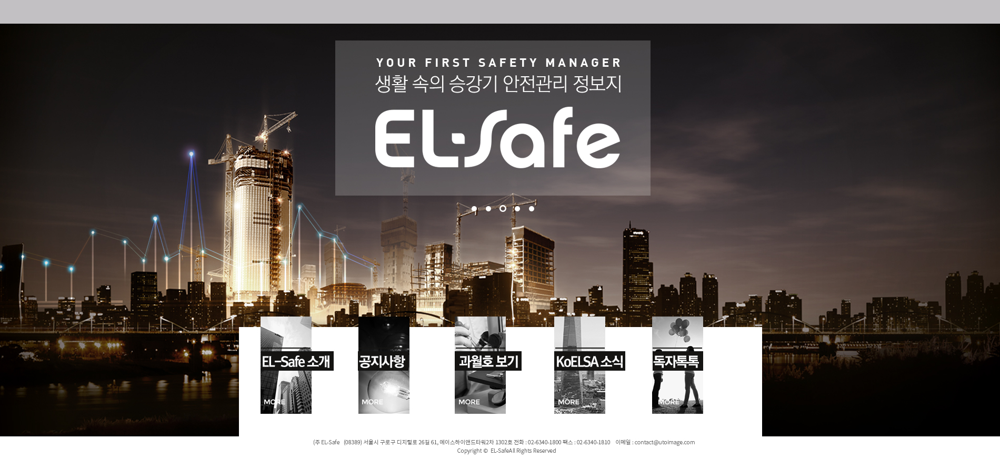 YOUR FIRST SAFETY MANAGER
생활 속의 승강기 안전관리 정보지
EL-Safe
EL-Safe 소개
MORE
공지사항
MORE
과월호 보기
MORE
KoELSA 소식
MORE
독자톡톡
MORE
(주 EL-Safe (08389) 서울시 구로구 디지털로 26길 61, 에이스하이앤드타워2차 1302호 전화 : 02-6340-1800 팩스 : 02-6340-1810 이메일 : contact@utoimage.com
Copyright © EL-SafeAll Rights Reserved